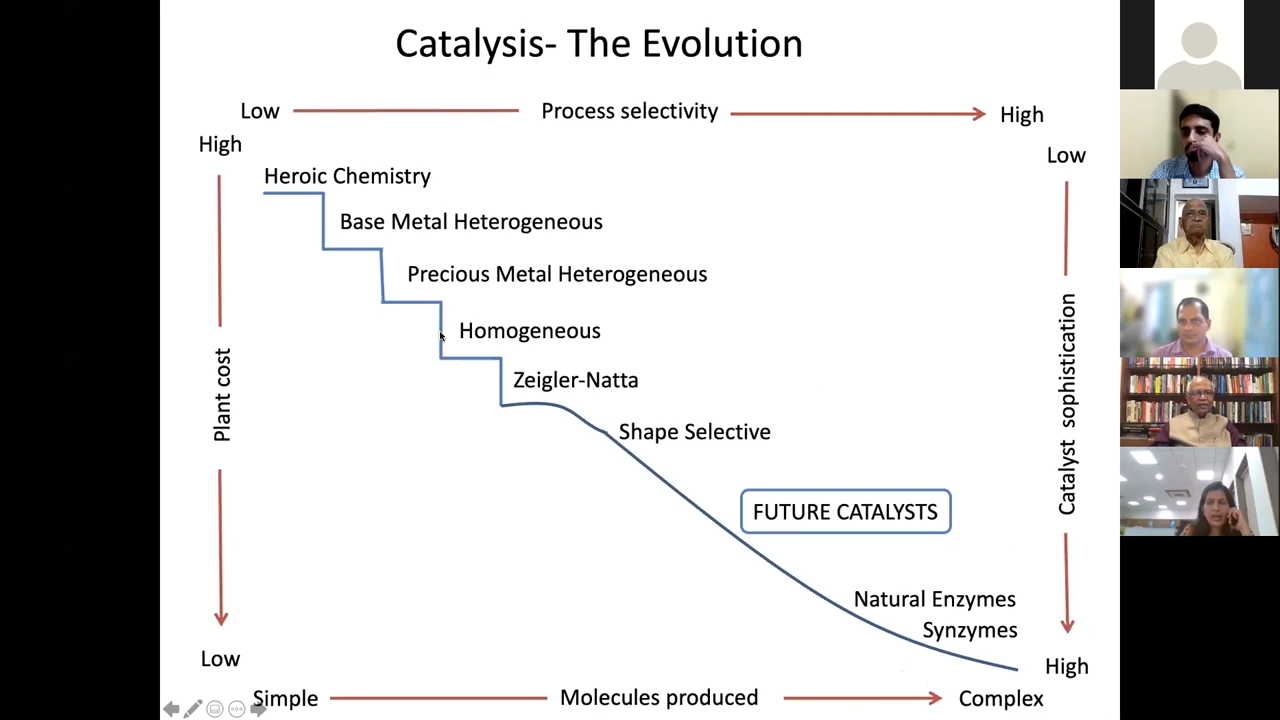 Catalysis- The Evolution
Low Process selectivity High
High
Low
Heroic Chemistry
Base Metal Heterogeneous
Precious Metal Heterogeneous
Homogeneous
Zeigler-Natta
Shape Selective
Plant cost
Catalyst sophistication
FUTURE CATALYSTS
Natural Enzymes
Synzymes
Low
High
Simple Molecules produced Complex